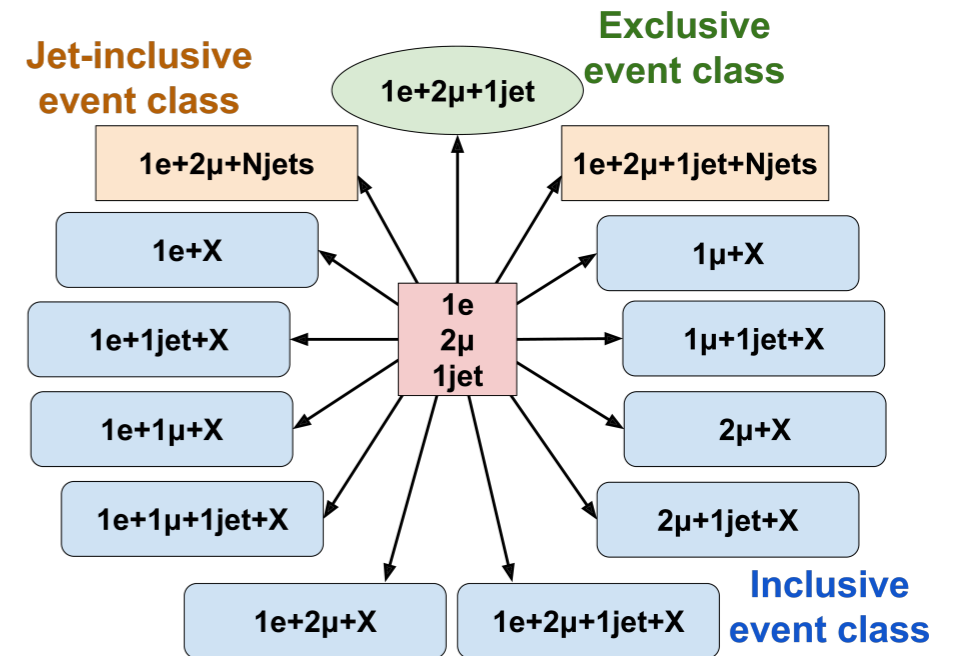 Jet-inclusive
event class
Exclusive
event class
1e+2μ+1jet
1e+2μ+Njets
1e+2μ+1jet+Njets
1e+X
1μ+X
1e
2μ
1jet
1e+1jet+X
1μ+1jet+X
1e+1μ+X
2μ+X
1e+1μ+1jet+X
2μ+1jet+X
1e+2μ+X
1e+2μ+1jet+X
Inclusive
event class